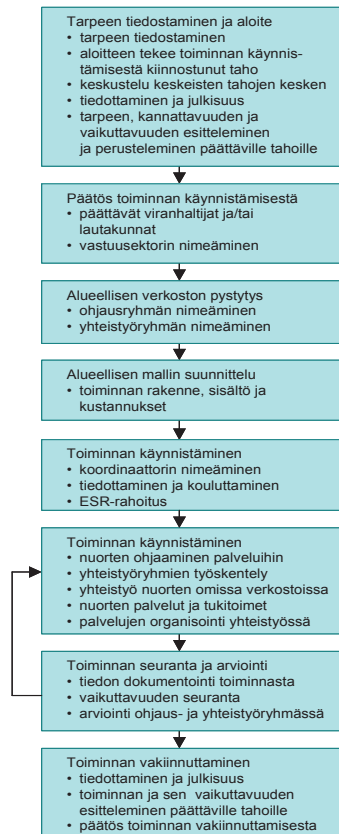 Tarpeen tiedostaminen ja aloite
• tarpeen tiedostaminen
• aloitteen tekee toiminnan käynnis-
tämisestä kiinnostunut taho
• keskustelu keskeisten tahojen kesken
• tiedottaminen ja julkisuus
• tarpeen, kannattavuuden ja
vaikuttavuuden esitteleminen
ja perusteleminen päättäville tahoille
Päätös toiminnan käynnistämisestä
• päättävät viranhaltijat ja/tai
lautakunnat
• vastuusektorin nimeäminen
Alueellisen verkoston pystytys
• ohjausryhmän nimeäminen
• yhteistyöryhmän nimeäminen
Alueellisen mallin suunnittelu
• toiminnan rakenne, sisältö ja
kustannukset
Toiminnan käynnistäminen
• koordinaattorin nimeäminen
• tiedottaminen ja kouluttaminen
• ESR-rahoitus
Toiminnan käynnistäminen
• nuorten ohjaaminen palveluihin
• yhteistyöryhmien työskentely
• yhteistyö nuorten omissa verkostoissa
• nuorten palvelut ja tukitoimet
• palvelujen organisointi yhteistyössä
Toiminnan seuranta ja arviointi
• tiedon dokumentointi toiminnasta
• vaikuttavuuden seuranta
• arviointi ohjaus- ja yhteistyöryhmässä
Toiminnan vakiinnuttaminen
• tiedottaminen ja julkisuus
• toiminnan ja sen vaikuttavuuden
esitteleminen päättäville tahoille
• päätös toiminnan vakiinnuttamisesta